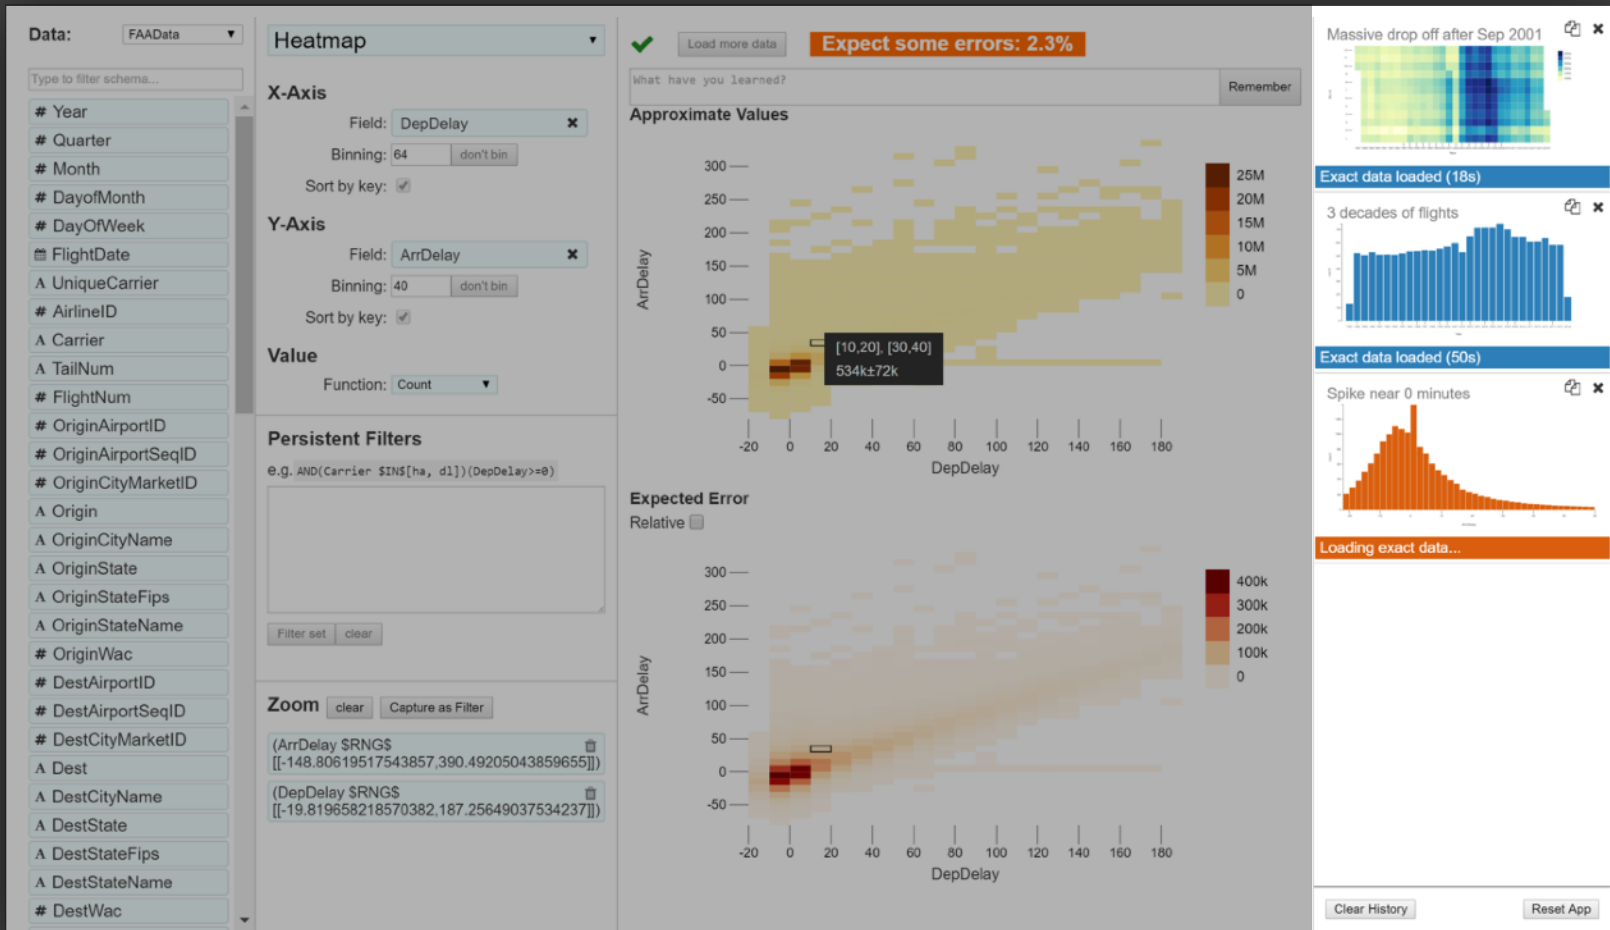 Data:
FAAData
Type to filter schema...
# Year
# Quarter
# Month
# DayofMonth
# DayOfWeek
FlightDate
A UniqueCarrier
# AirlineID
A Carrier
A TailNum
# FlightNum
# OriginAirportID
# OriginAirportSeqID
# OriginCityMarketID
A Origin
A OriginCityName
A OriginState
A OriginStateFips
A OriginStateName
# OriginWac
# DestAirportID
# DestAirportSeqID
# DestCityMarketID
A Dest
A DestCityName
A DestState
A DestStateFips
A DestStateName
# DestWac
Heatmap
X-Axis
Field: DepDelay
Binning: 64 don't bin
Sort by key:
Y-Axis
Field: ArrDelay
Binning: 40 don't bin
Sort by key:
Value
Function: Count
Persistent Filters
e.g. AND(Carrier $IN$[ha, dl])(DepDelay>=0)
Filter set clear
Zoom clear Capture as Filter
(ArrDelay $RNG$
[[-148.80619517543857,390.49205043859655]])
(DepDelay $RNG$
[[-19.819658218570382,187.25649037534237]])
Load more data
Expect some errors: 2.3%
What have you learned?
Remember
Approximate Values
300
250
200
150
100
50
0
-50
ArrDelay
-20 0 20 40 60 80 100 120 140 160 180
DepDelay
25M
20M
15M
10M
5M
0
[10,20], [30,40]
534k±72k
Expected Error
Relative
300
250
200
150
100
50
0
-50
ArrDelay
-20 0 20 40 60 80 100 120 140 160 180
DepDelay
400k
300k
200k
100k
0
Massive drop off after Sep 2001
Exact data loaded (18s)
3 decades of flights
Exact data loaded (50s)
Spike near 0 minutes
Loading exact data...
Clear History
Reset App